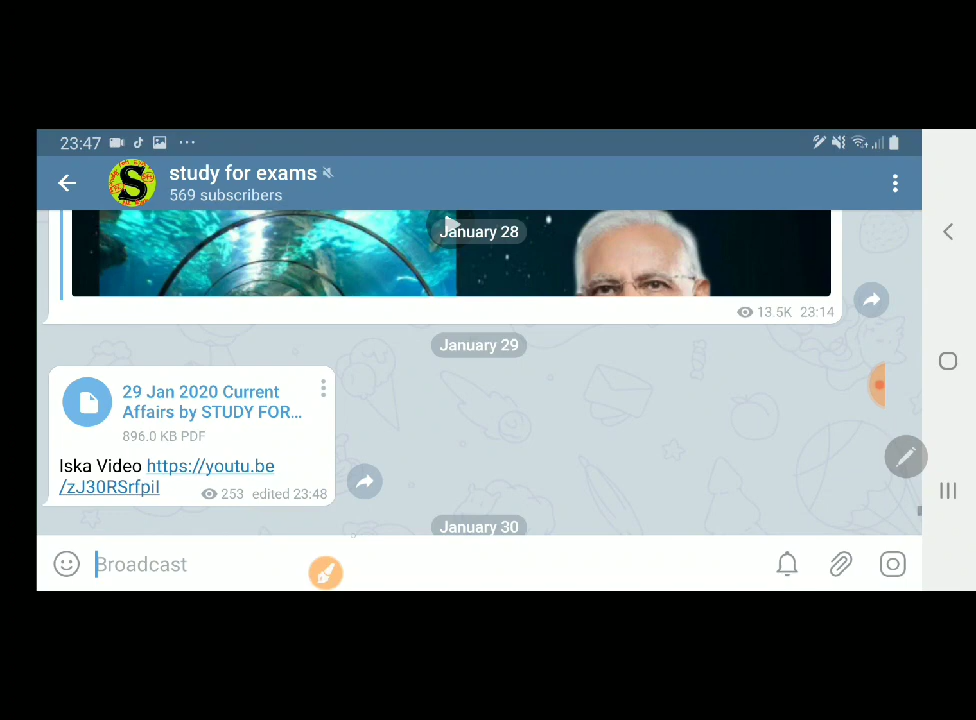 23:47
study for exams
569 subscribers
January 28
13.5K 23:14
January 29
29 Jan 2020 Current
Affairs by STUDY FOR...
896.0 KB PDF
Iska Video https://youtu.be
/zJ30RSrfpiI
253 edited 23:48
January 30
Broadcast